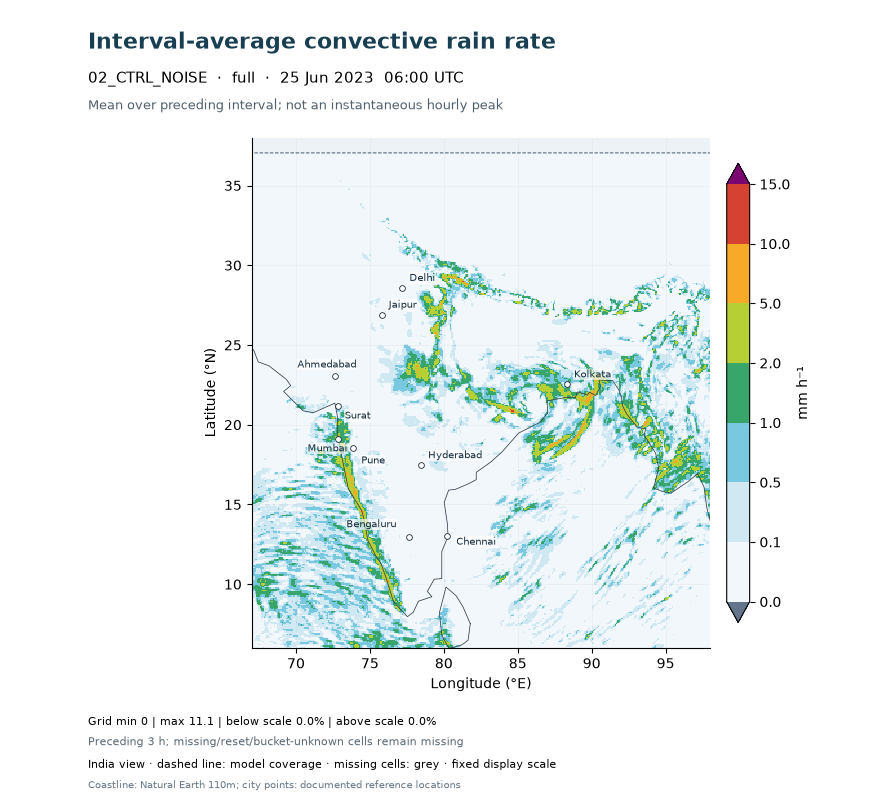 Interval-average convective rain rate
02_CTRL_NOISE · full · 25 Jun 2023 06:00 UTC
Mean over preceding interval; not an instantaneous hourly peak
35
30
25
20
15
10
Latitude (°N)
70
75
80
85
90
95
Longitude (°E)
Delhi
Jaipur
Ahmedabad
Kolkata
Surat
Mumbai
Pune
Hyderabad
Bengaluru
Chennai
15.0
10.0
5.0
2.0
1.0
0.5
0.1
0.0
mm h⁻¹
Grid min 0 | max 11.1 | below scale 0.0% | above scale 0.0%
Preceding 3 h; missing/reset/bucket-unknown cells remain missing
India view · dashed line: model coverage · missing cells: grey · fixed display scale
Coastline: Natural Earth 110m; city points: documented reference locations